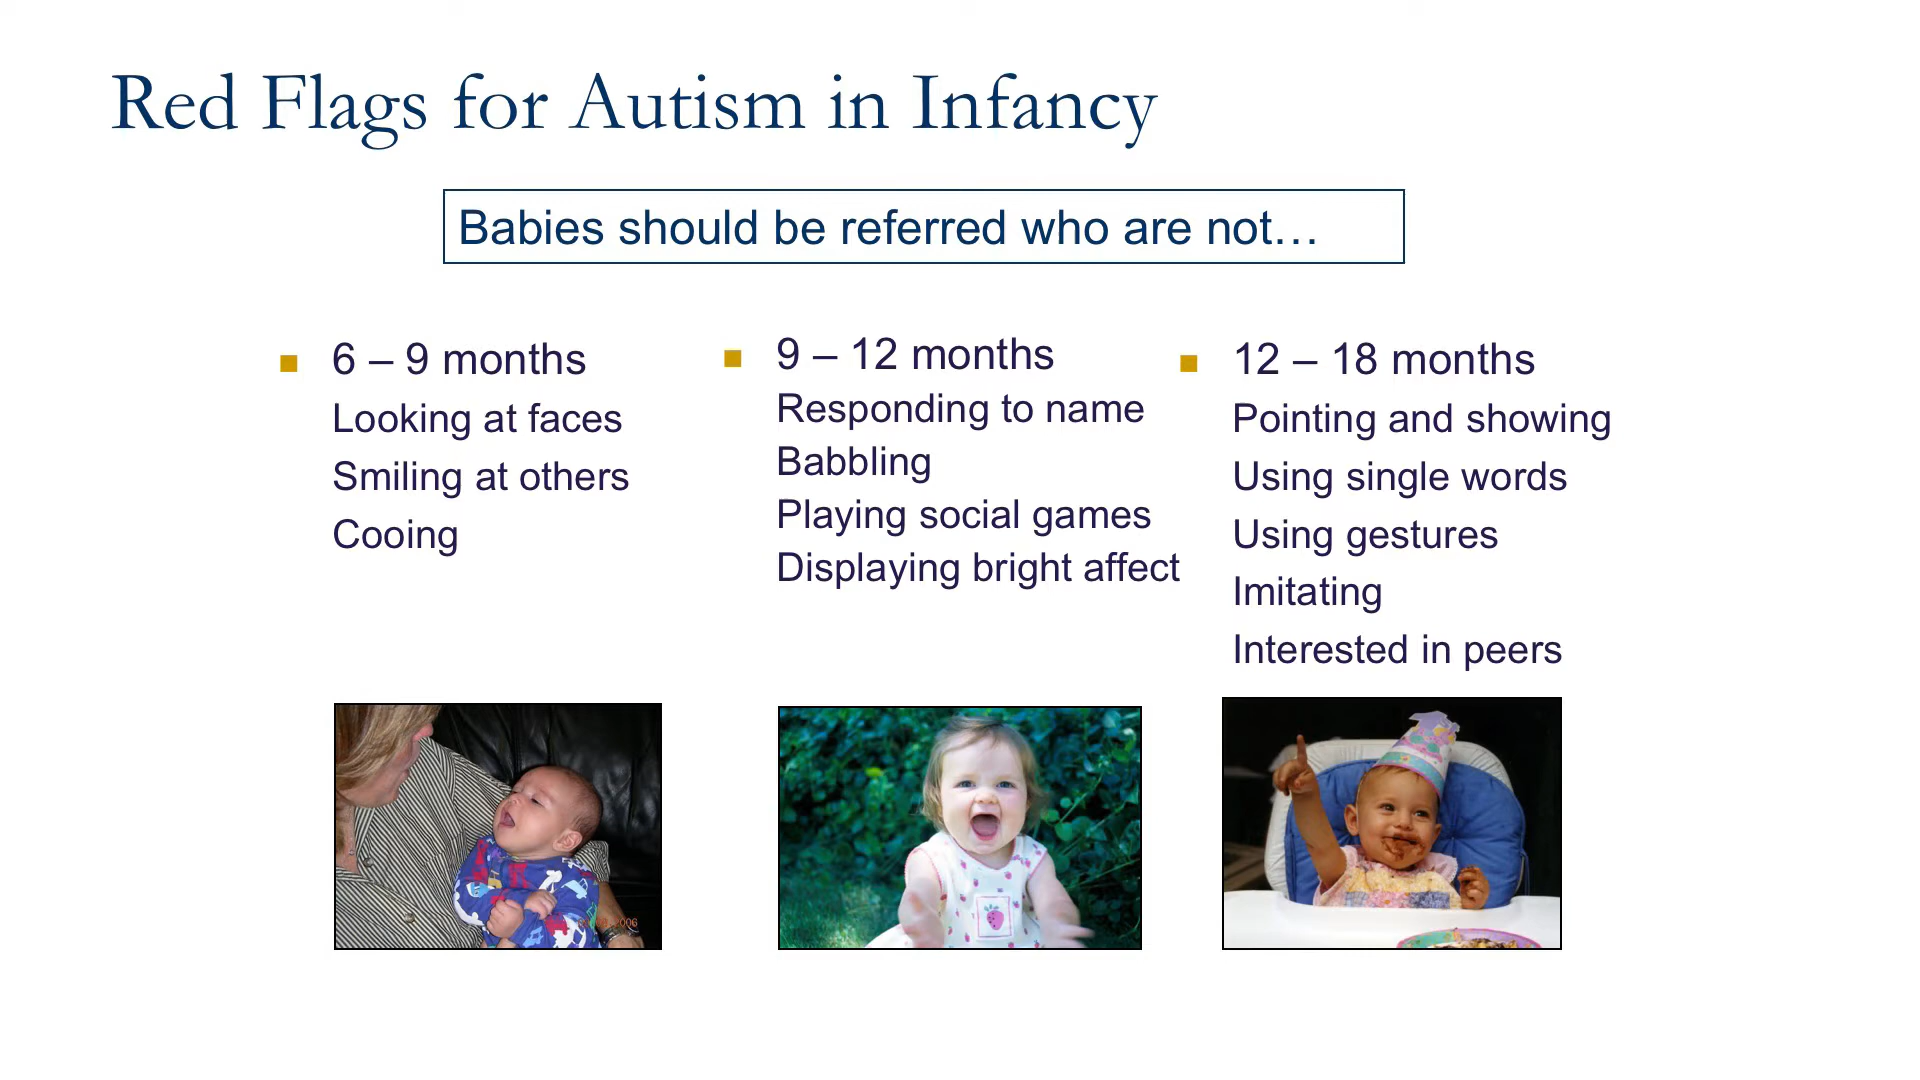 Red Flags for Autism in Infancy
Babies should be referred who are not…
6 – 9 months
Looking at faces
Smiling at others
Cooing
9 – 12 months
Responding to name
Babbling
Playing social games
Displaying bright affect
12 – 18 months
Pointing and showing
Using single words
Using gestures
Imitating
Interested in peers